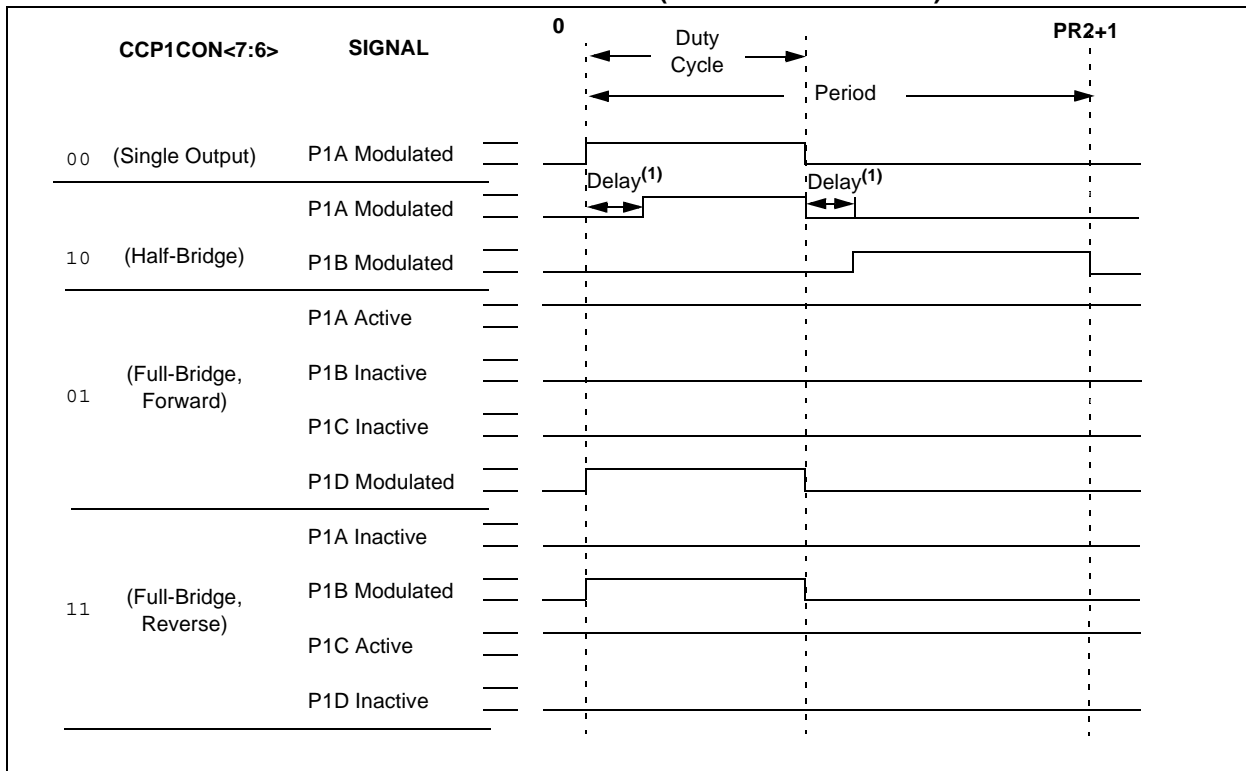 0
PR2+1
CCP1CON<7:6>
SIGNAL
Duty
Cycle
Period
00 (Single Output) P1A Modulated
Delay(1)
Delay(1)
P1A Modulated
10 (Half-Bridge) P1B Modulated
P1A Active
01 (Full-Bridge,
Forward)
P1B Inactive
P1C Inactive
P1D Modulated
P1A Inactive
11 (Full-Bridge,
Reverse)
P1B Modulated
P1C Active
P1D Inactive